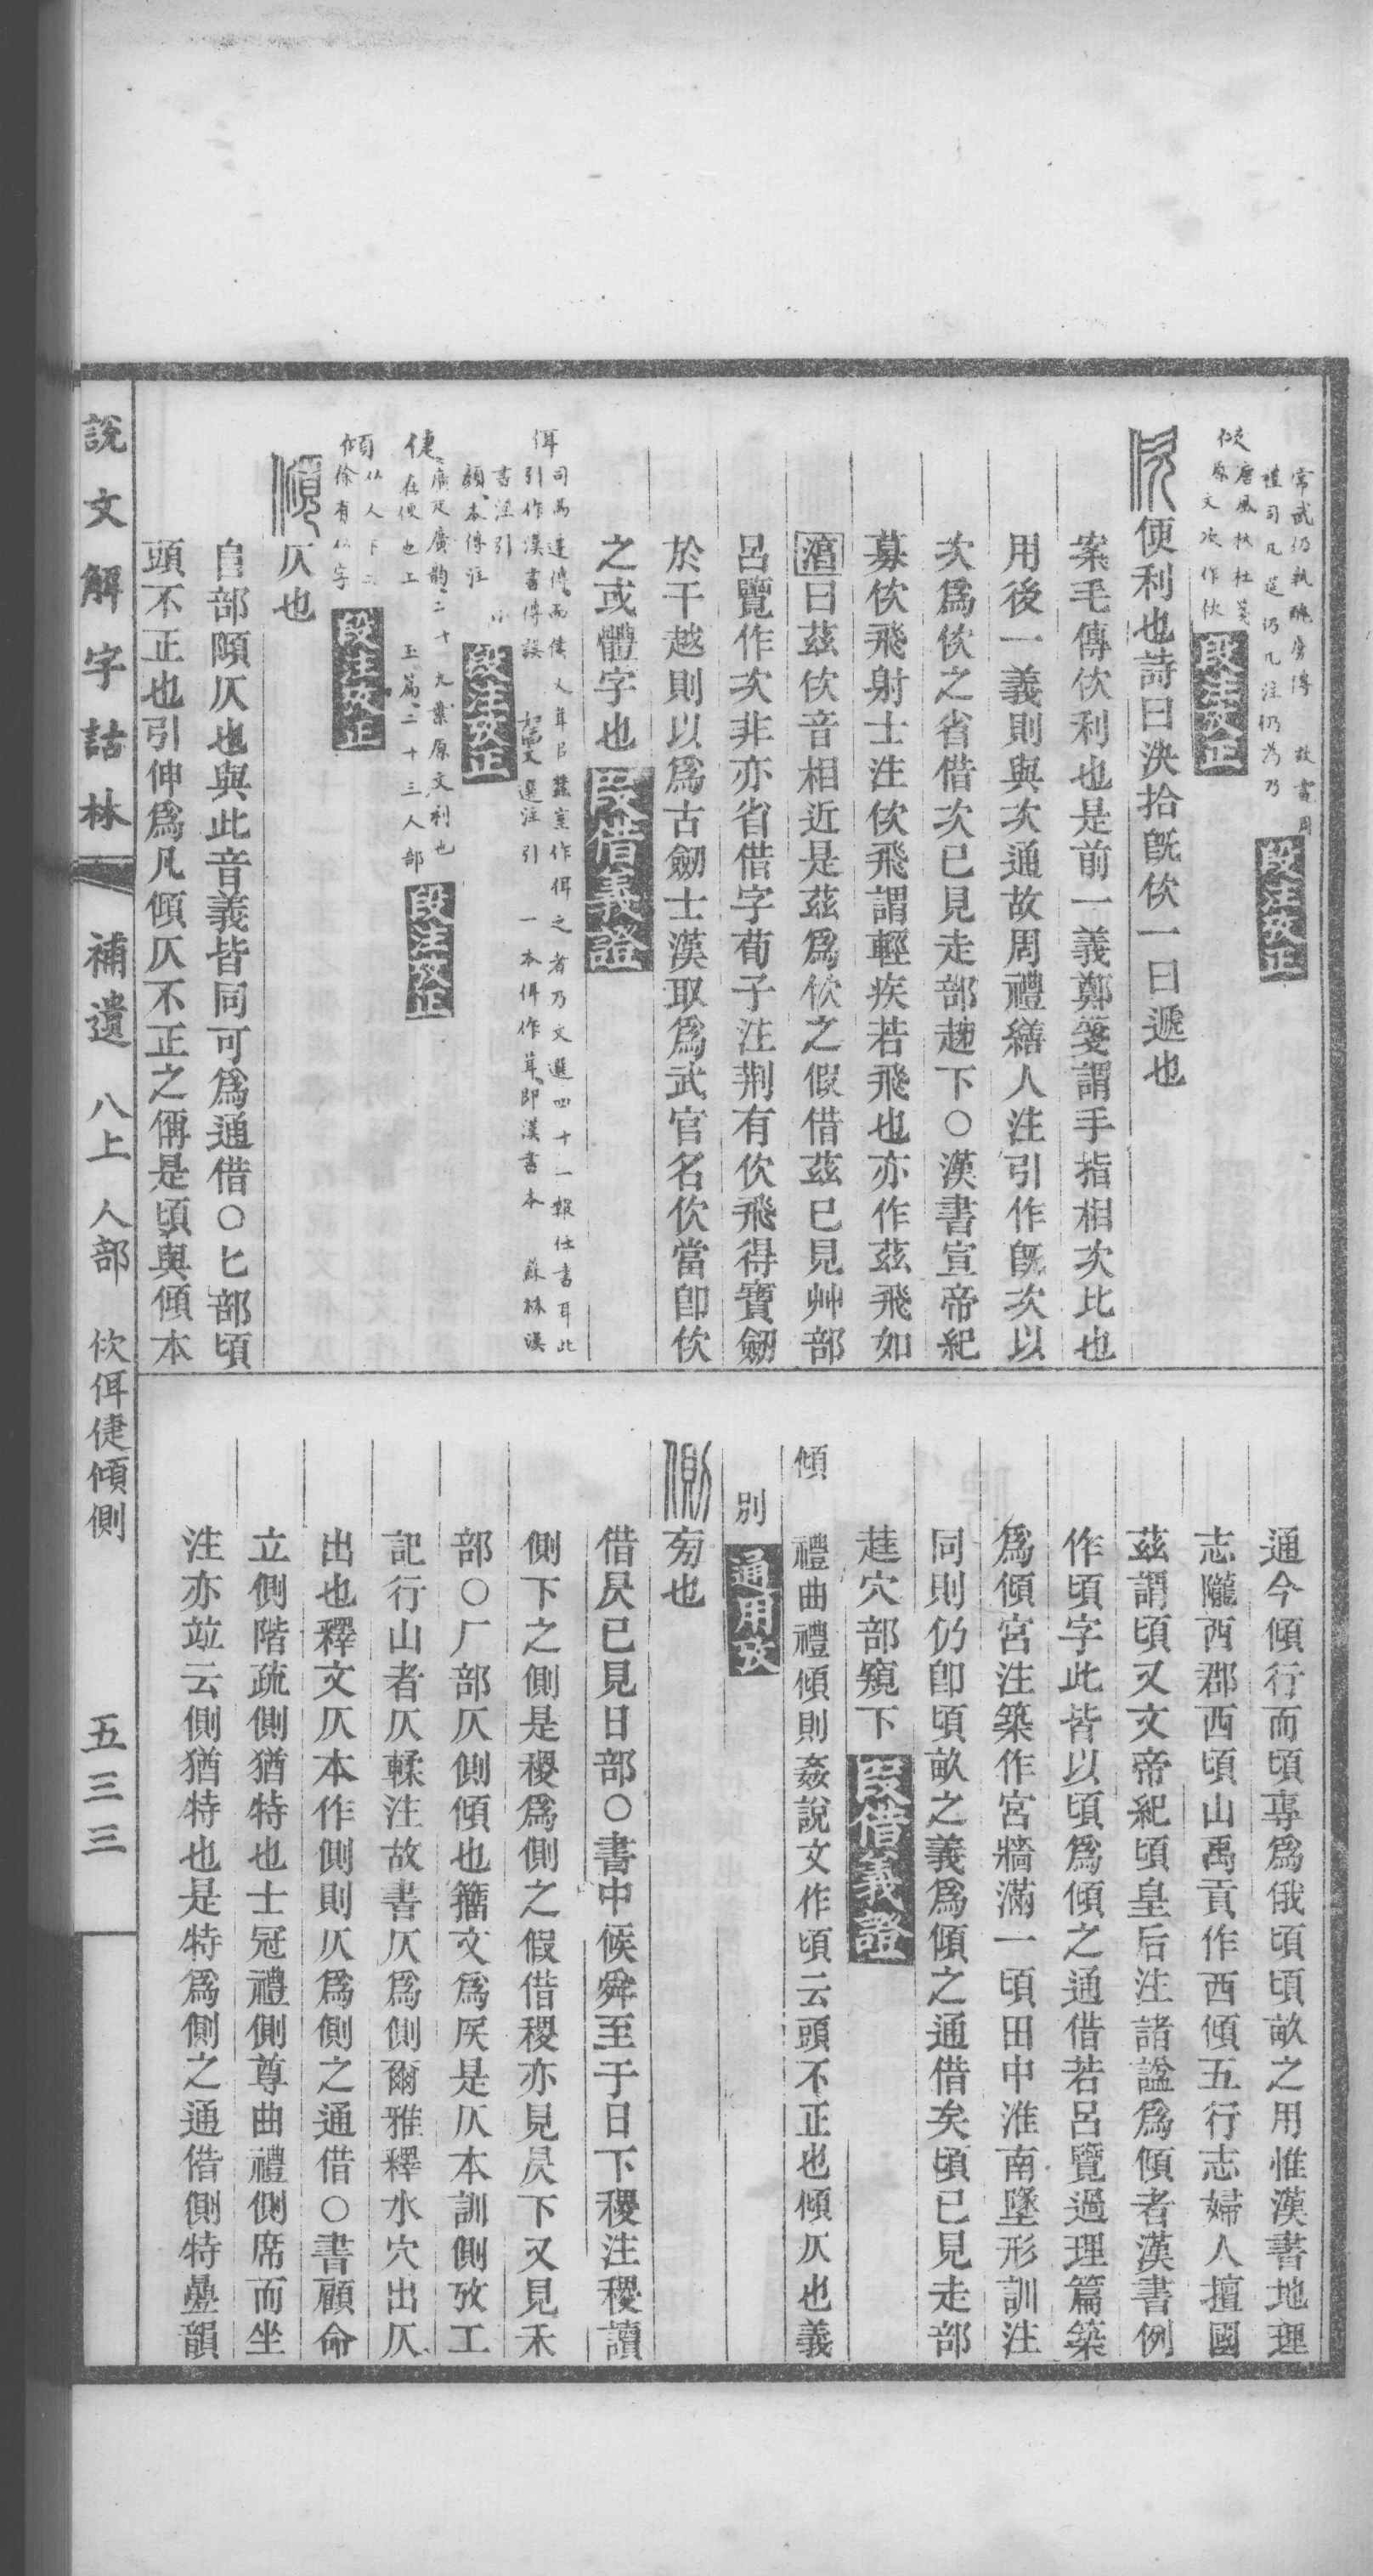 常武仍執醜虜傳　故書
禮司几筵　仍几注仍爲乃　段注攷正
佽唐風杕杜箋
原文次作佽　段注攷正
便利也詩曰決拾旣佽一曰遞也
案毛傳佽利也是前一義鄭箋謂手指相次比也
用後一義則與次通故周禮繕人注引作旣次以
次爲佽之省借次已見走部趀下○漢書宣帝紀
募佽飛射士注佽飛謂輕疾若飛也亦作茲飛如
湻曰茲佽音相近是茲爲佽之假借茲已見艸部
呂覽作次非亦省借字荀子注荆有佽飛得寶劒
於干越則以爲古劒士漢取爲武官名佽當卽佽
之或體字也　段借義證
佴司馬遷傳而僕又茸目蠶室作佴之者乃文選四十一報任書耳此
引作漢書傳誤　文選注引　一本佴作茸卽漢書本　蘇林漢
書注引
顏本傳注　段注攷正
倢廣疋廣韵二十九葉原文利也
在便也工　玉篇二十三人部　段注攷正
傾从人下
徐有从字　段注攷正
仄也
𨸏部䫌仄也與此音義皆同可爲通借○匕部頃
頭不正也引伸爲凡傾仄不正之偁是頃與傾本
通今傾行而頃專爲俄頃頃畝之用惟漢書地理
志隴西郡西頃山禹貢作西傾五行志婦人擅國
茲謂頃又文帝紀頃皇后注諸謚爲傾者漢書例
作頃字此皆以頃爲傾之通借若呂覽過理篇築
爲傾宮注築作宮牆滿一頃田中淮南墬形訓注
同則仍卽頃畝之義爲傾之通借矣頃已見走部
趌穴部窺下　段借義證
傾　禮曲禮傾則姦說文作頃云頭不正也傾仄也義
別　通用攷
側　㫄也
借昃已見日部○書中候舜至于日下稷注稷讀
側下之側是稷爲側之假借稷亦見昃下又見禾
部○厂部仄側傾也籒文爲𠨮是仄本訓側攷工
記行山者仄輮注故書仄爲側爾雅釋水穴出仄
出也釋文仄本作側則仄爲側之通借○書顧命
立側階疏側猶特也士冠禮側尊曲禮側席而坐
注亦竝云側猶特也是特爲側之通借側特疊韻
說文解字詁林　補遺　八上　人部　佽佴倢傾側　五三三